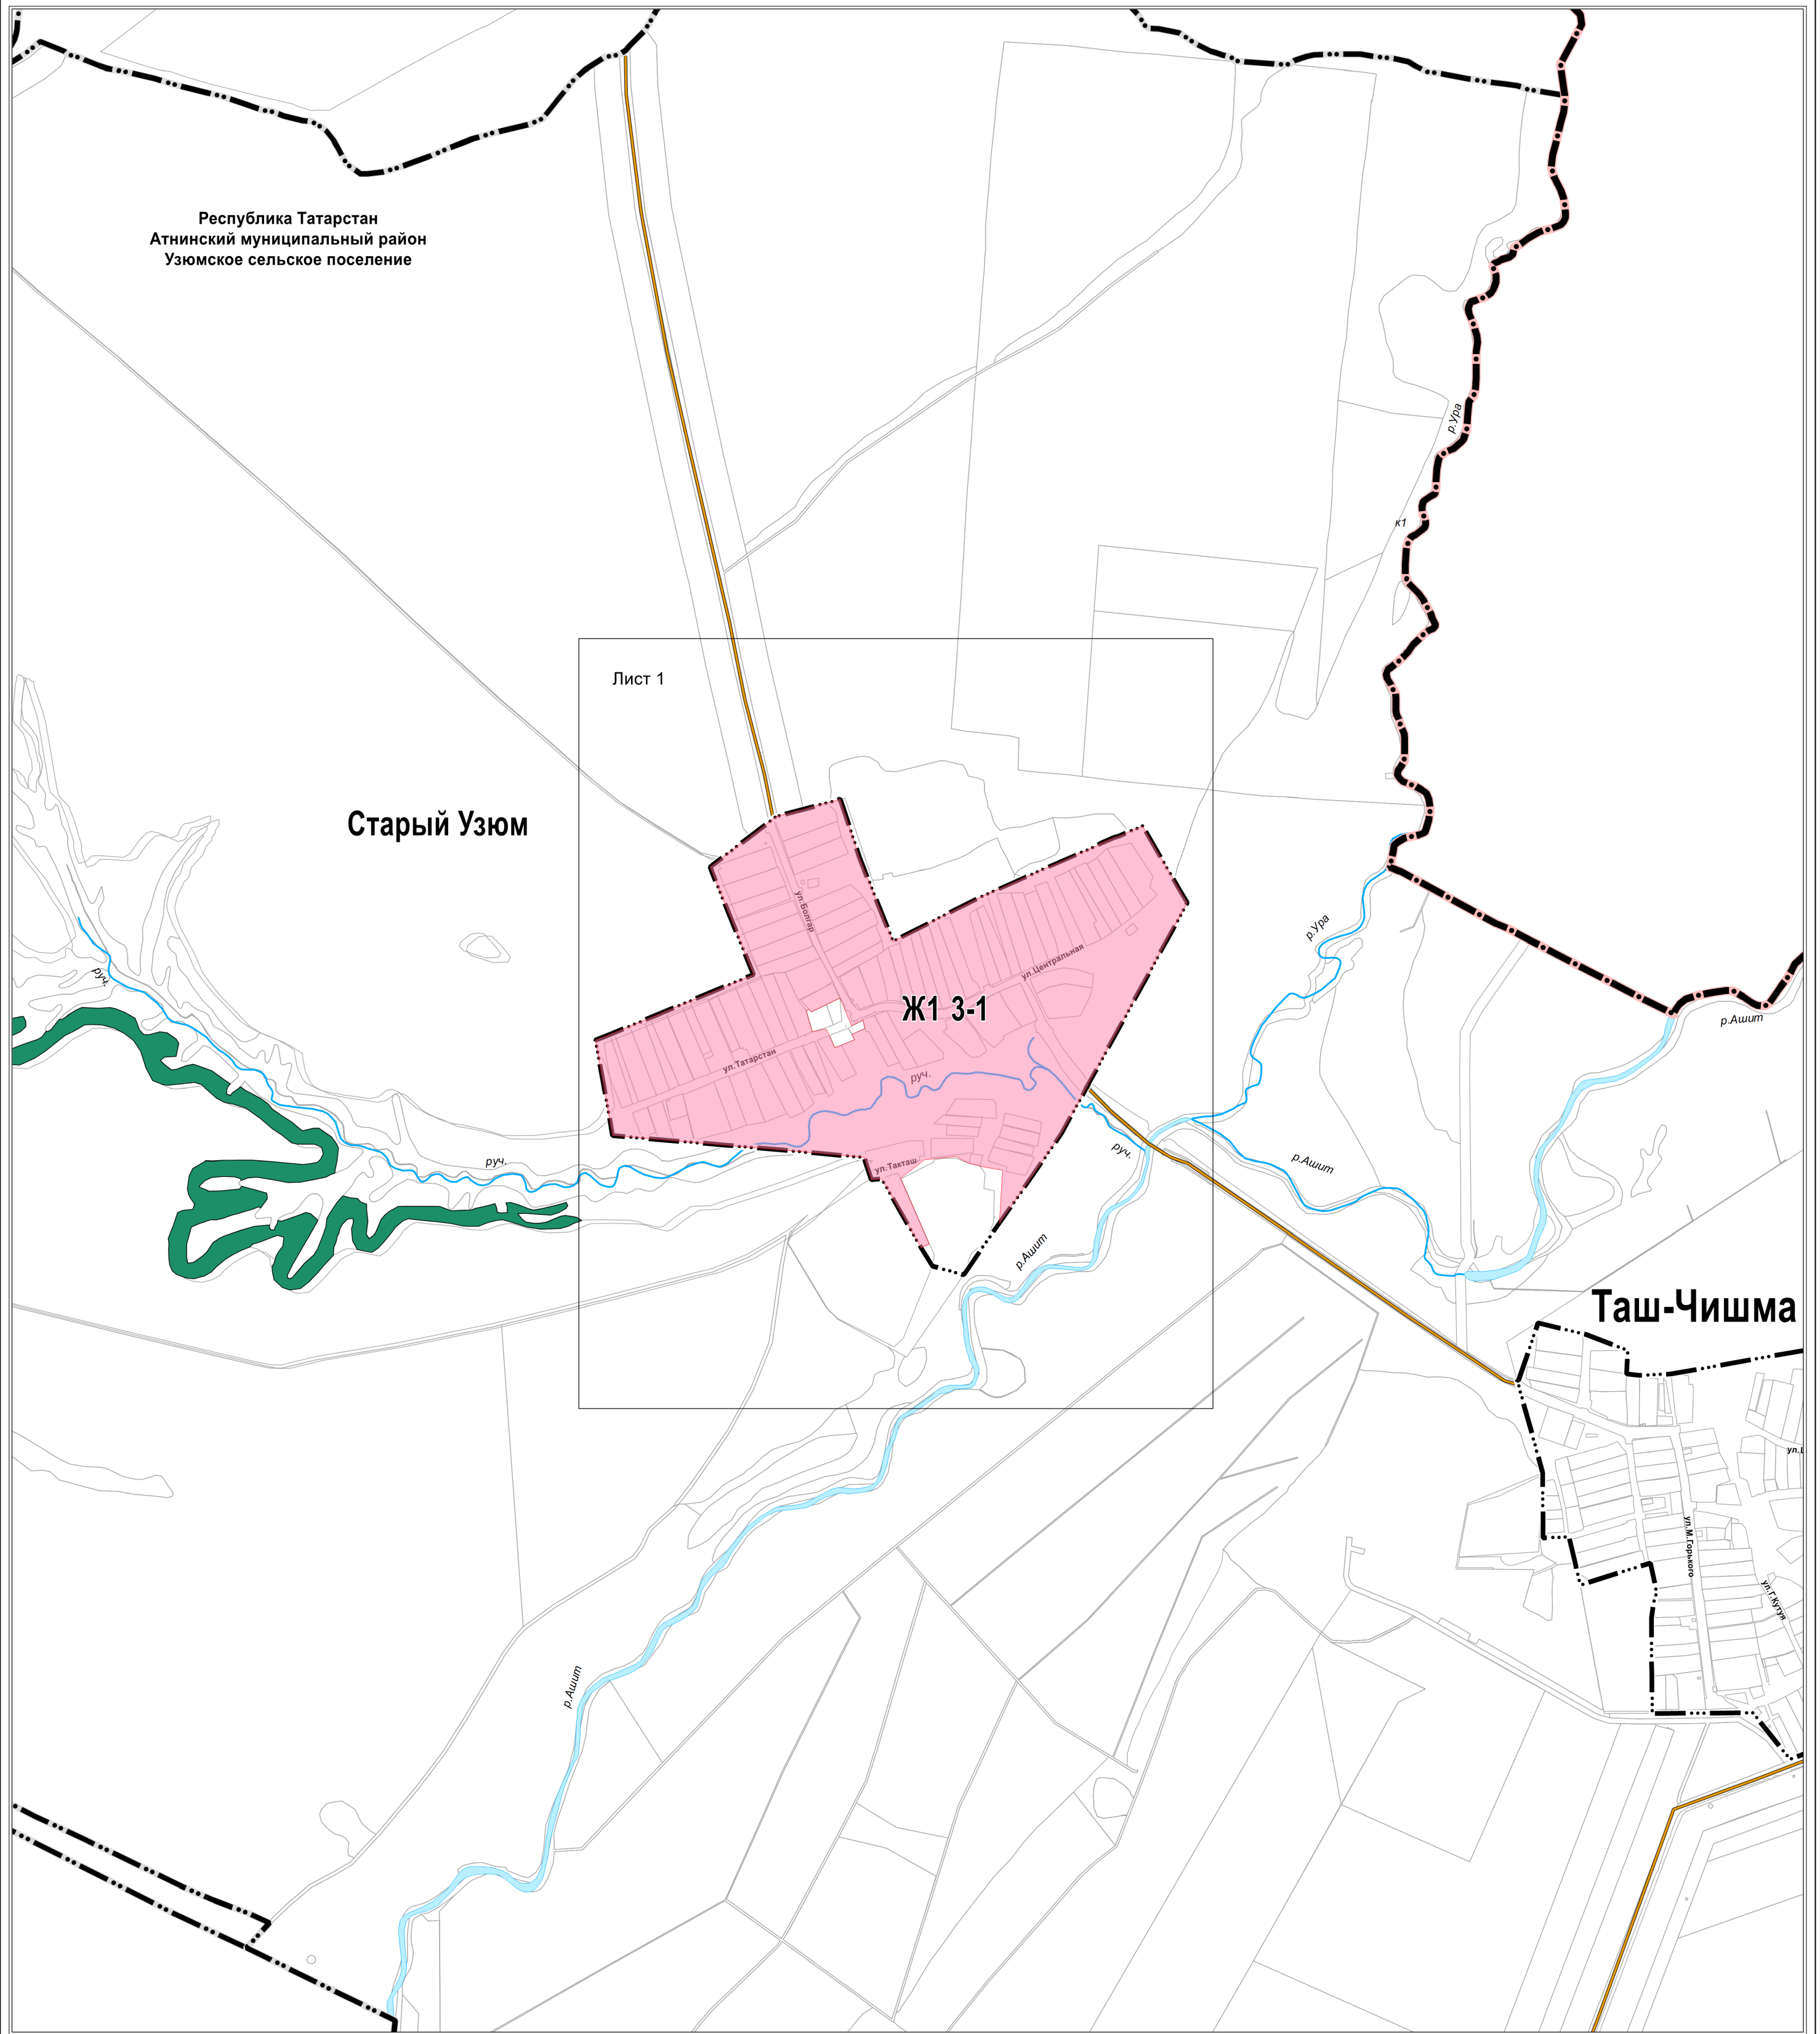 Республика Татарстан
Атнинский муниципальный район
Узюмское сельское поселение
р.Ура
к1
Лист 1
Старый Узюм
ул.Болгар
р.Ура
руч.
ул.Центральная
Ж1 3-1
р.Ашит
ул.Татарстан
руч.
руч.
руч.
р.Ашит
ул.Такташ
р.Ашит
Таш-Чишма
ул.М.Горького
ул.Г.Кутуя
р.Ашит